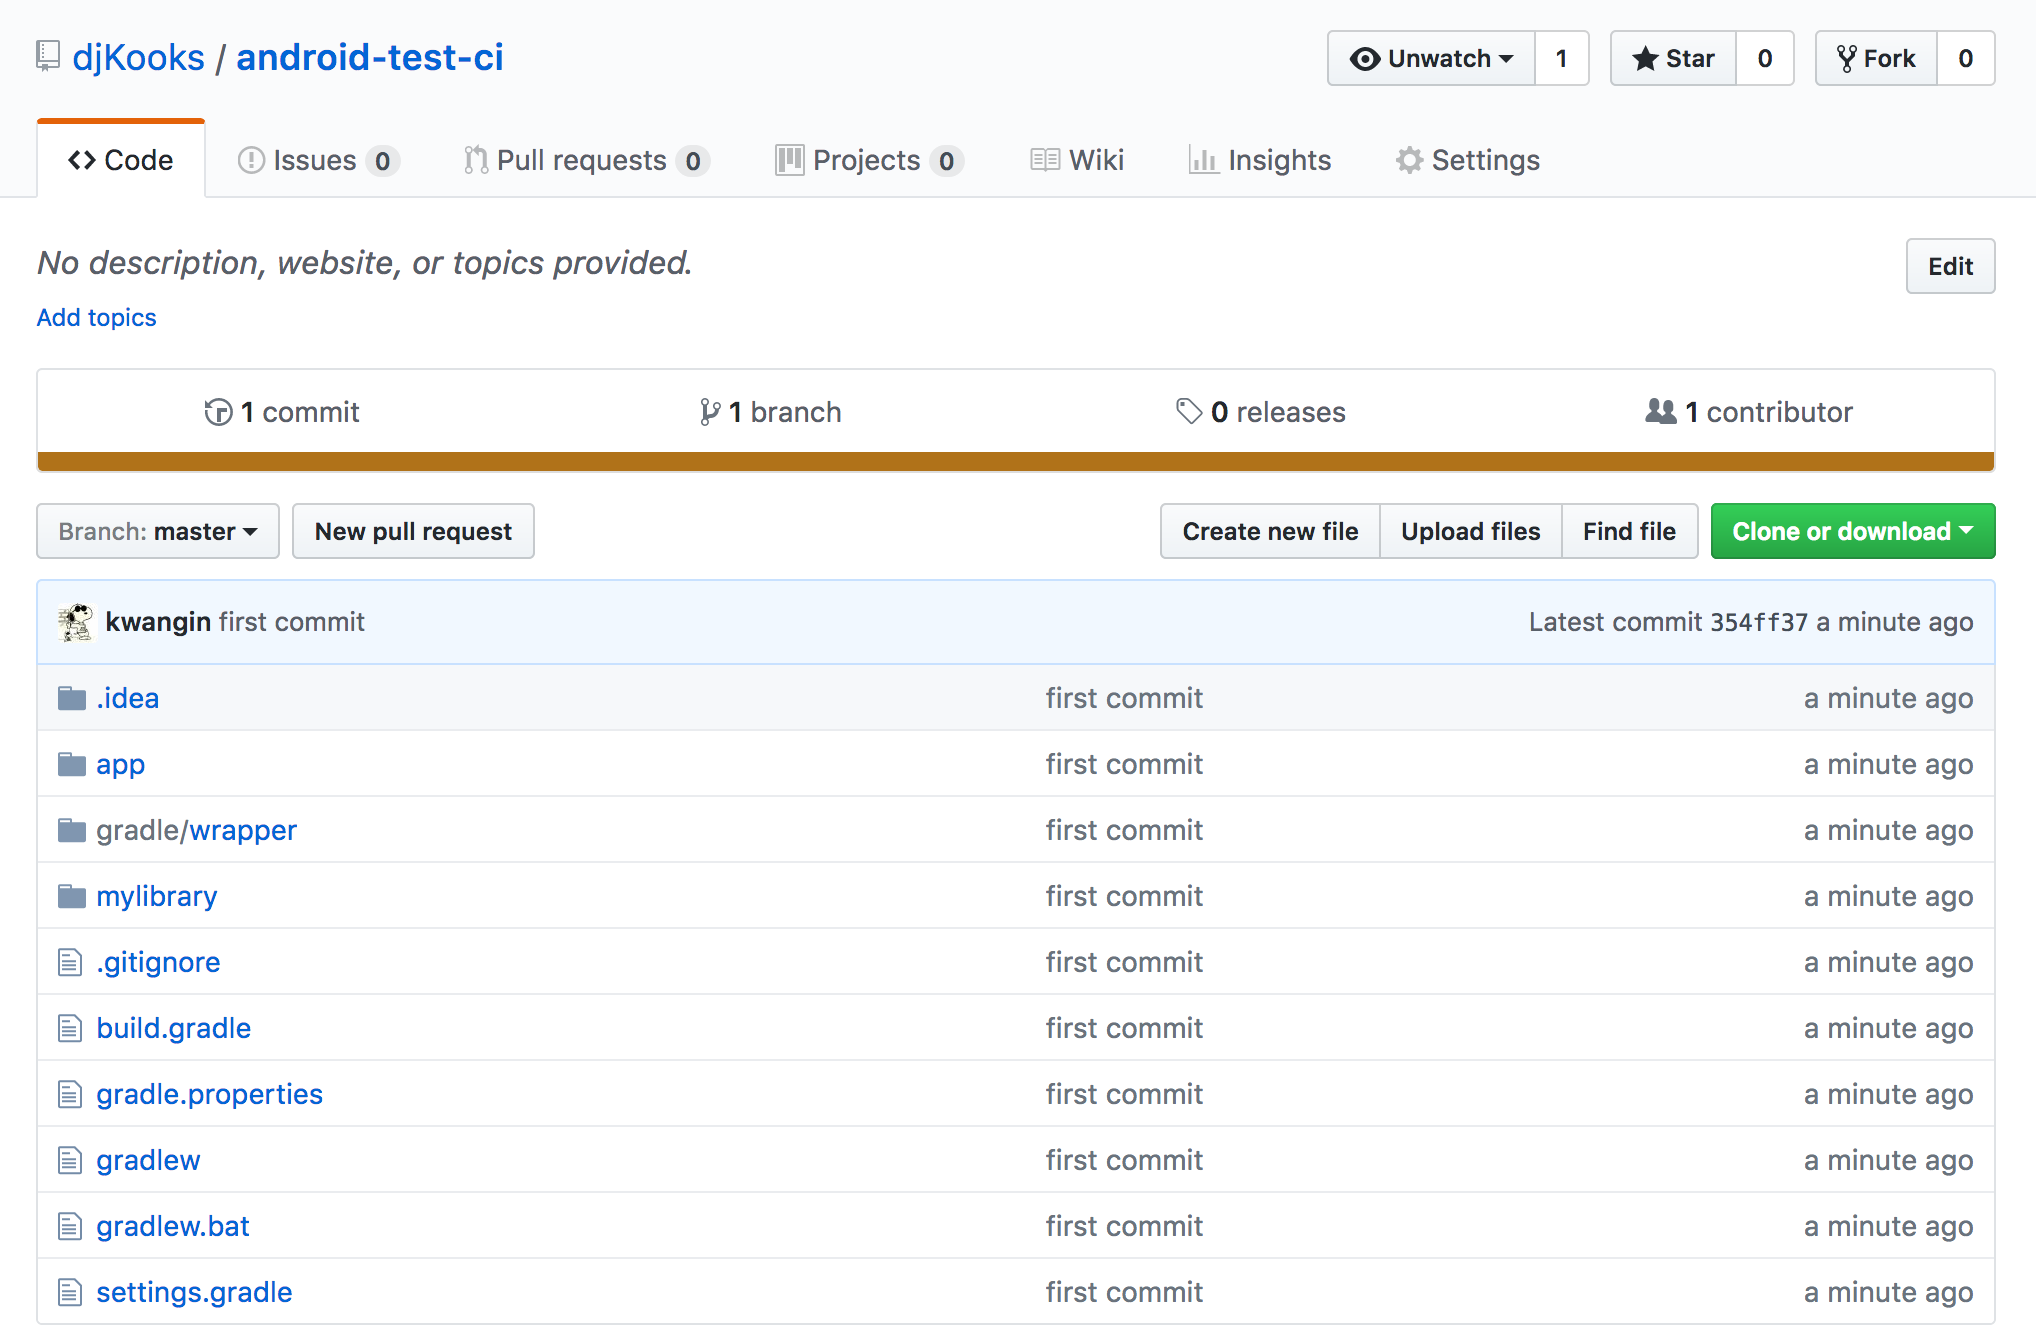 djKooks / android-test-ci
Unwatch 1 Star 0 Fork 0
Code Issues 0 Pull requests 0 Projects 0 Wiki Insights Settings
No description, website, or topics provided.
Edit
Add topics
1 commit 1 branch 0 releases 1 contributor
Branch: master New pull request Create new file Upload files Find file Clone or download
kwangin first commit Latest commit 354ff37 a minute ago
.idea first commit a minute ago
app first commit a minute ago
gradle/wrapper first commit a minute ago
mylibrary first commit a minute ago
.gitignore first commit a minute ago
build.gradle first commit a minute ago
gradle.properties first commit a minute ago
gradlew first commit a minute ago
gradlew.bat first commit a minute ago
settings.gradle first commit a minute ago